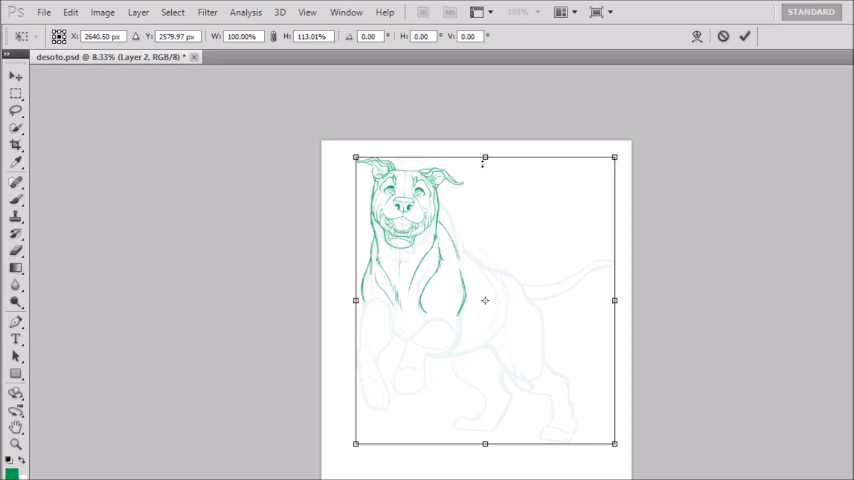 Ps File Edit Image Layer Select Filter Analysis 3D View Window Help Br Mb 100% STANDARD
X: 2640.50 px Y: 2579.97 px W: 100.00% H: 113.01% 0.00 ° H: 0.00 ° V: 0.00 °
desoto.psd @ 8.33% (Layer 2, RGB/8) * x
T